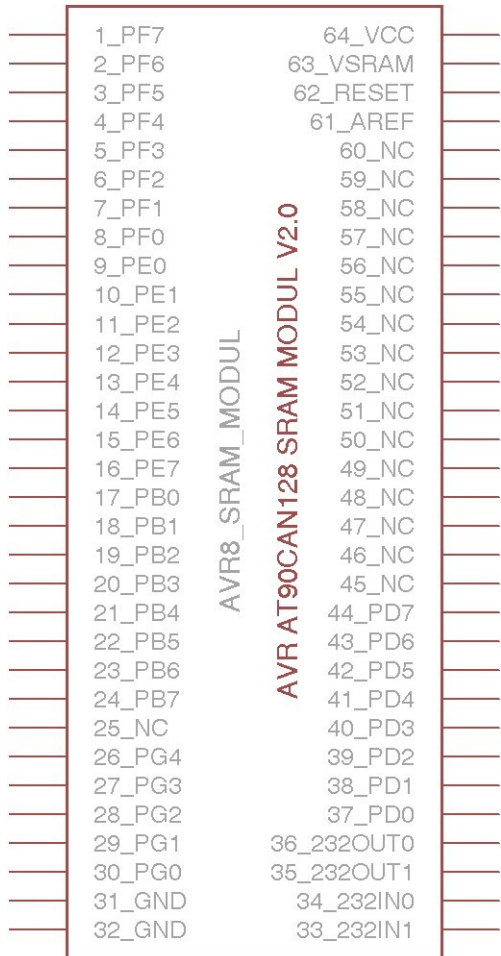 1_PF7 64_VCC
2_PF6 63_VSRAM
3_PF5 62_RESET
4_PF4 61_AREF
5_PF3 60_NC
6_PF2 59_NC
7_PF1 58_NC
8_PF0 57_NC
9_PE0 56_NC
10_PE1 55_NC
11_PE2 54_NC
12_PE3 53_NC
13_PE4 52_NC
14_PE5 51_NC
15_PE6 50_NC
16_PE7 49_NC
17_PB0 48_NC
18_PB1 47_NC
19_PB2 46_NC
20_PB3 45_NC
21_PB4 44_PD7
22_PB5 43_PD6
23_PB6 42_PD5
24_PB7 41_PD4
25_NC 40_PD3
26_PG4 39_PD2
27_PG3 38_PD1
28_PG2 37_PD0
29_PG1 36_232OUT0
30_PG0 35_232OUT1
31_GND 34_232IN0
32_GND 33_232IN1
AVR8_SRAM_MODUL
AVR AT90CAN128 SRAM MODUL V2.0